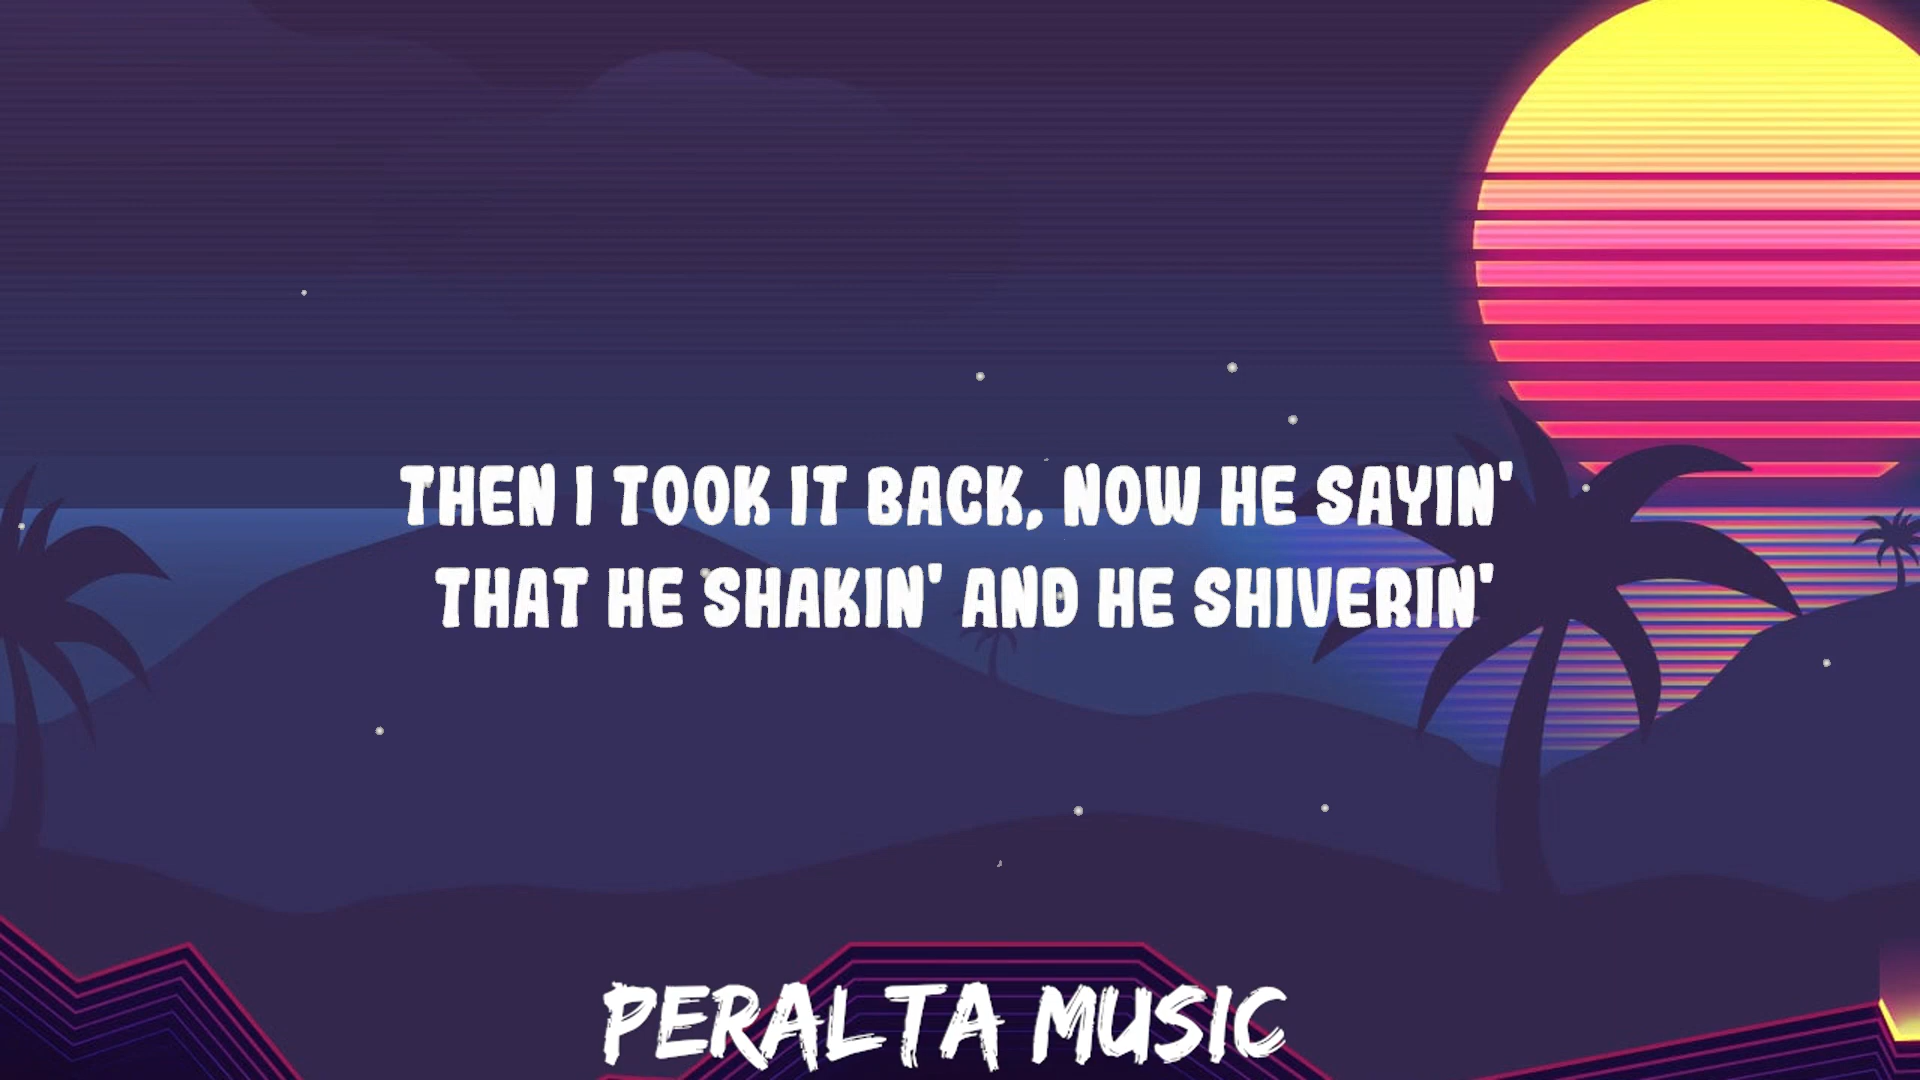 THEN I TOOK IT BACK, NOW HE SAYIN'
THAT HE SHAKIN' AND HE SHIVERIN'
PERALTA MUSIC